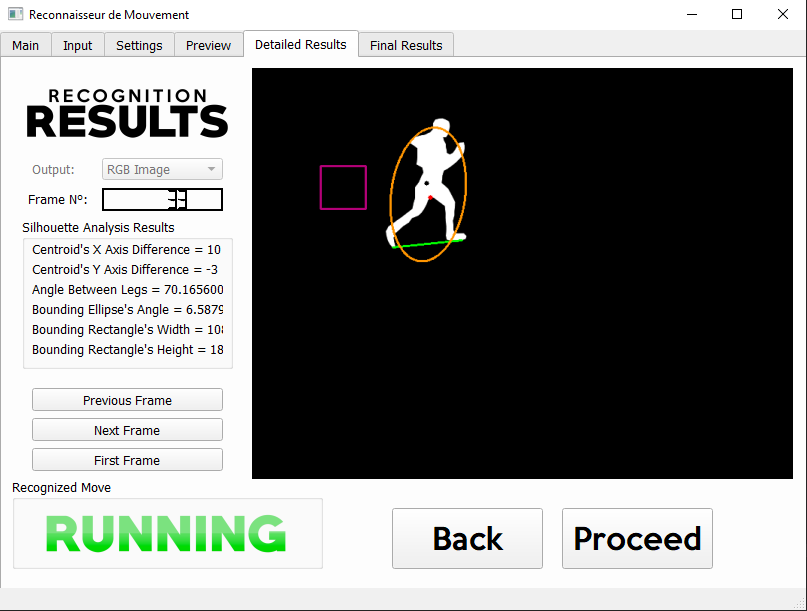 Reconnaisseur de Mouvement
Main Input Settings Preview Detailed Results Final Results
RECOGNITION
RESULTS
Output: RGB Image
Frame N°: 33
Silhouette Analysis Results
Centroid's X Axis Difference = 10
Centroid's Y Axis Difference = -3
Angle Between Legs = 70.165600
Bounding Ellipse's Angle = 6.5879
Bounding Rectangle's Width = 108
Bounding Rectangle's Height = 18
Previous Frame
Next Frame
First Frame
Recognized Move
RUNNING
Back Proceed